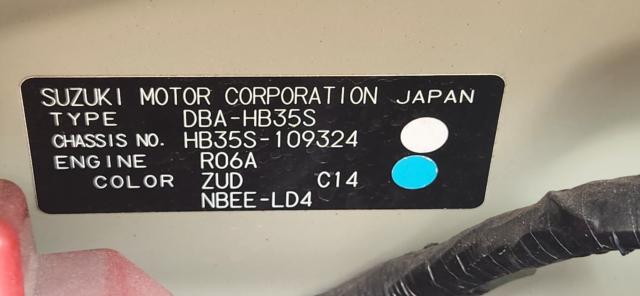 SUZUKI MOTOR CORPORATION JAPAN
TYPE DBA-HB35S
CHASSIS NO. HB35S-109324
ENGINE R06A
COLOR ZUD C14
NBEE-LD4